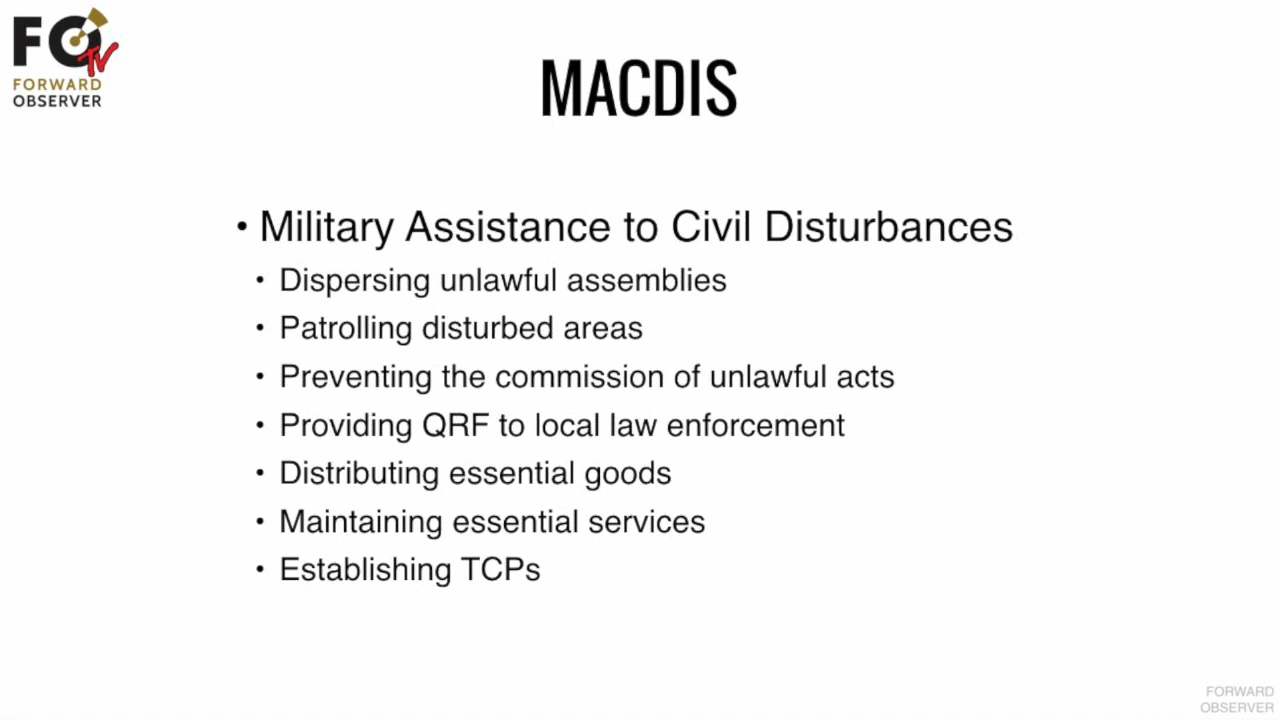 FO TV
FORWARD
OBSERVER
MACDIS
• Military Assistance to Civil Disturbances
• Dispersing unlawful assemblies
• Patrolling disturbed areas
• Preventing the commission of unlawful acts
• Providing QRF to local law enforcement
• Distributing essential goods
• Maintaining essential services
• Establishing TCPs
FORWARD
OBSERVER